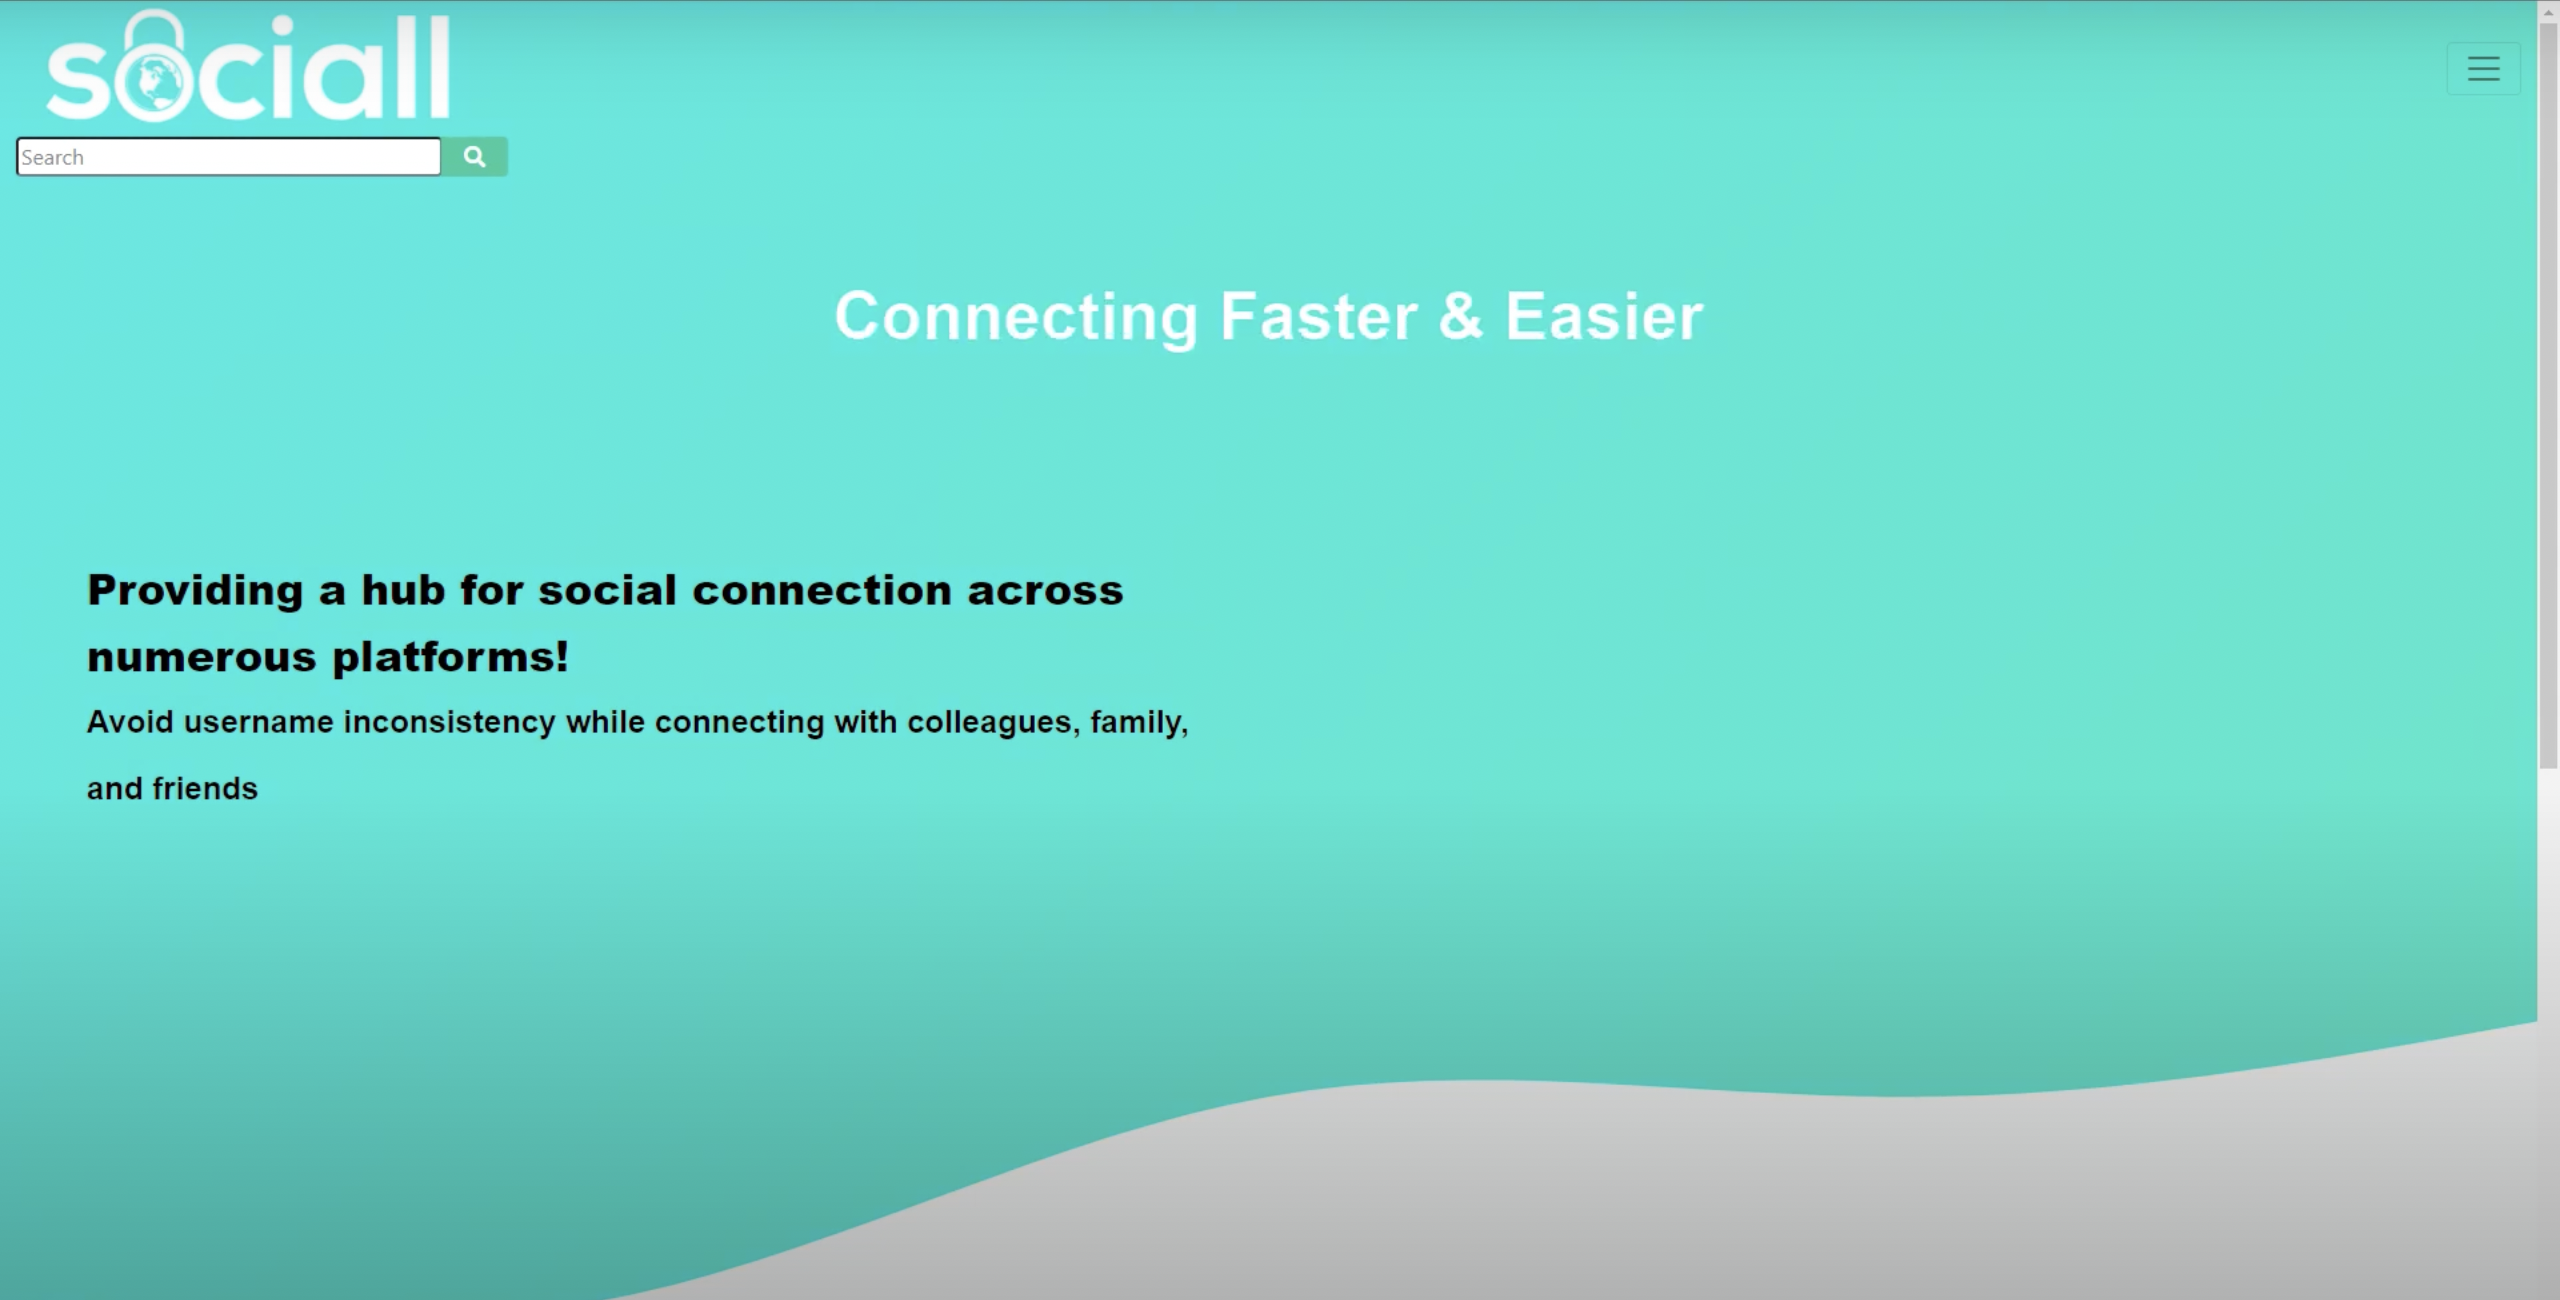 sociall
Search
Connecting Faster & Easier
Providing a hub for social connection across
numerous platforms!
Avoid username inconsistency while connecting with colleagues, family,
and friends